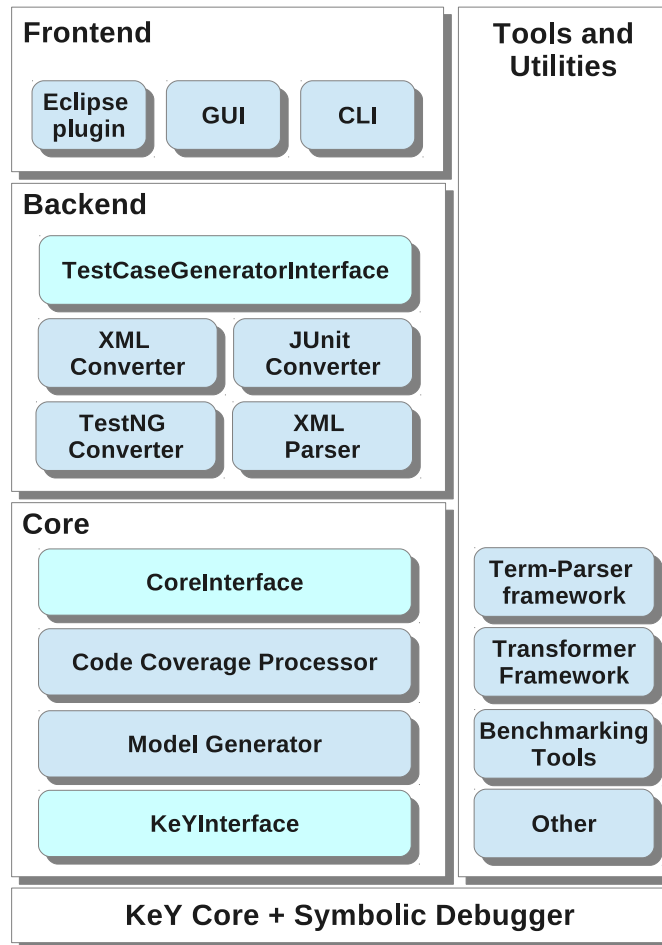 Frontend
Eclipse
plugin
GUI
CLI
Backend
TestCaseGeneratorInterface
XML
Converter
JUnit
Converter
TestNG
Converter
XML
Parser
Core
CoreInterface
Code Coverage Processor
Model Generator
KeYInterface
Tools and
Utilities
Term-Parser
framework
Transformer
Framework
Benchmarking
Tools
Other
KeY Core + Symbolic Debugger